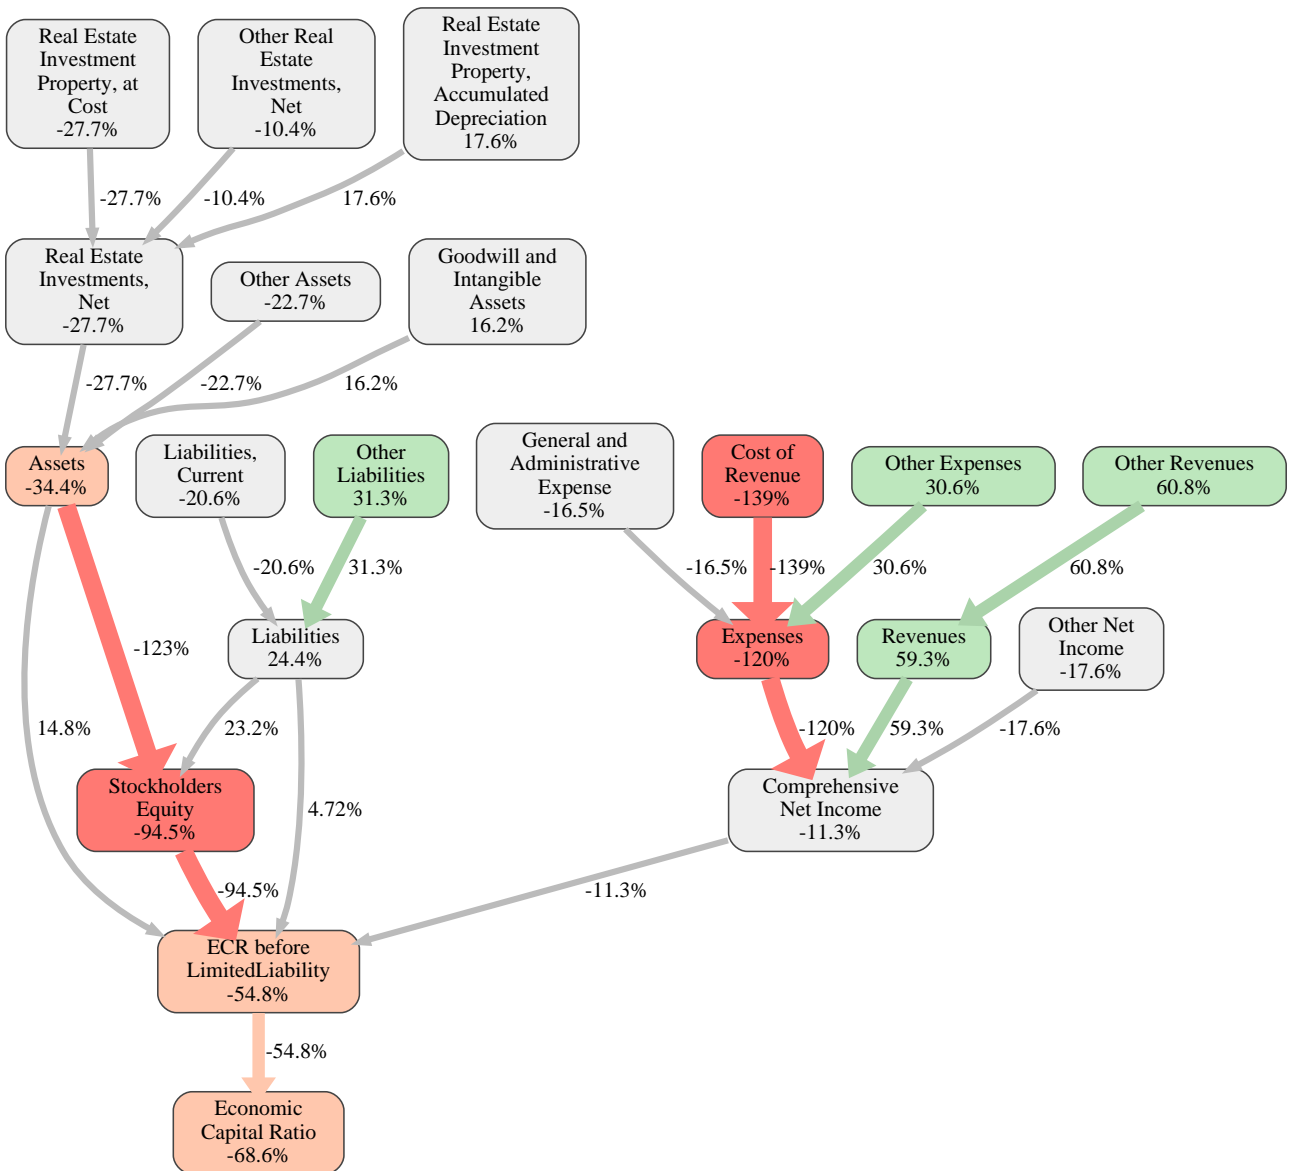 Real Estate
Investment
Property, at
Cost
-27.7%
Other Real
Estate
Investments,
Net
-10.4%
Real Estate
Investment
Property,
Accumulated
Depreciation
17.6%
-27.7%
-10.4%
17.6%
Real Estate
Investments,
Net
-27.7%
Other Assets
-22.7%
Goodwill and
Intangible
Assets
16.2%
-27.7%
-22.7%
16.2%
Assets
-34.4%
Liabilities,
Current
-20.6%
Other
Liabilities
31.3%
General and
Administrative
Expense
-16.5%
Cost of
Revenue
-139%
Other Expenses
30.6%
Other Revenues
60.8%
-20.6%
31.3%
-16.5%
-139%
30.6%
60.8%
-123%
Liabilities
24.4%
Expenses
-120%
Revenues
59.3%
Other Net
Income
-17.6%
14.8%
23.2%
-120%
59.3%
-17.6%
Stockholders
Equity
-94.5%
4.72%
Comprehensive
Net Income
-11.3%
-94.5%
-11.3%
ECR before
LimitedLiability
-54.8%
-54.8%
Economic
Capital Ratio
-68.6%